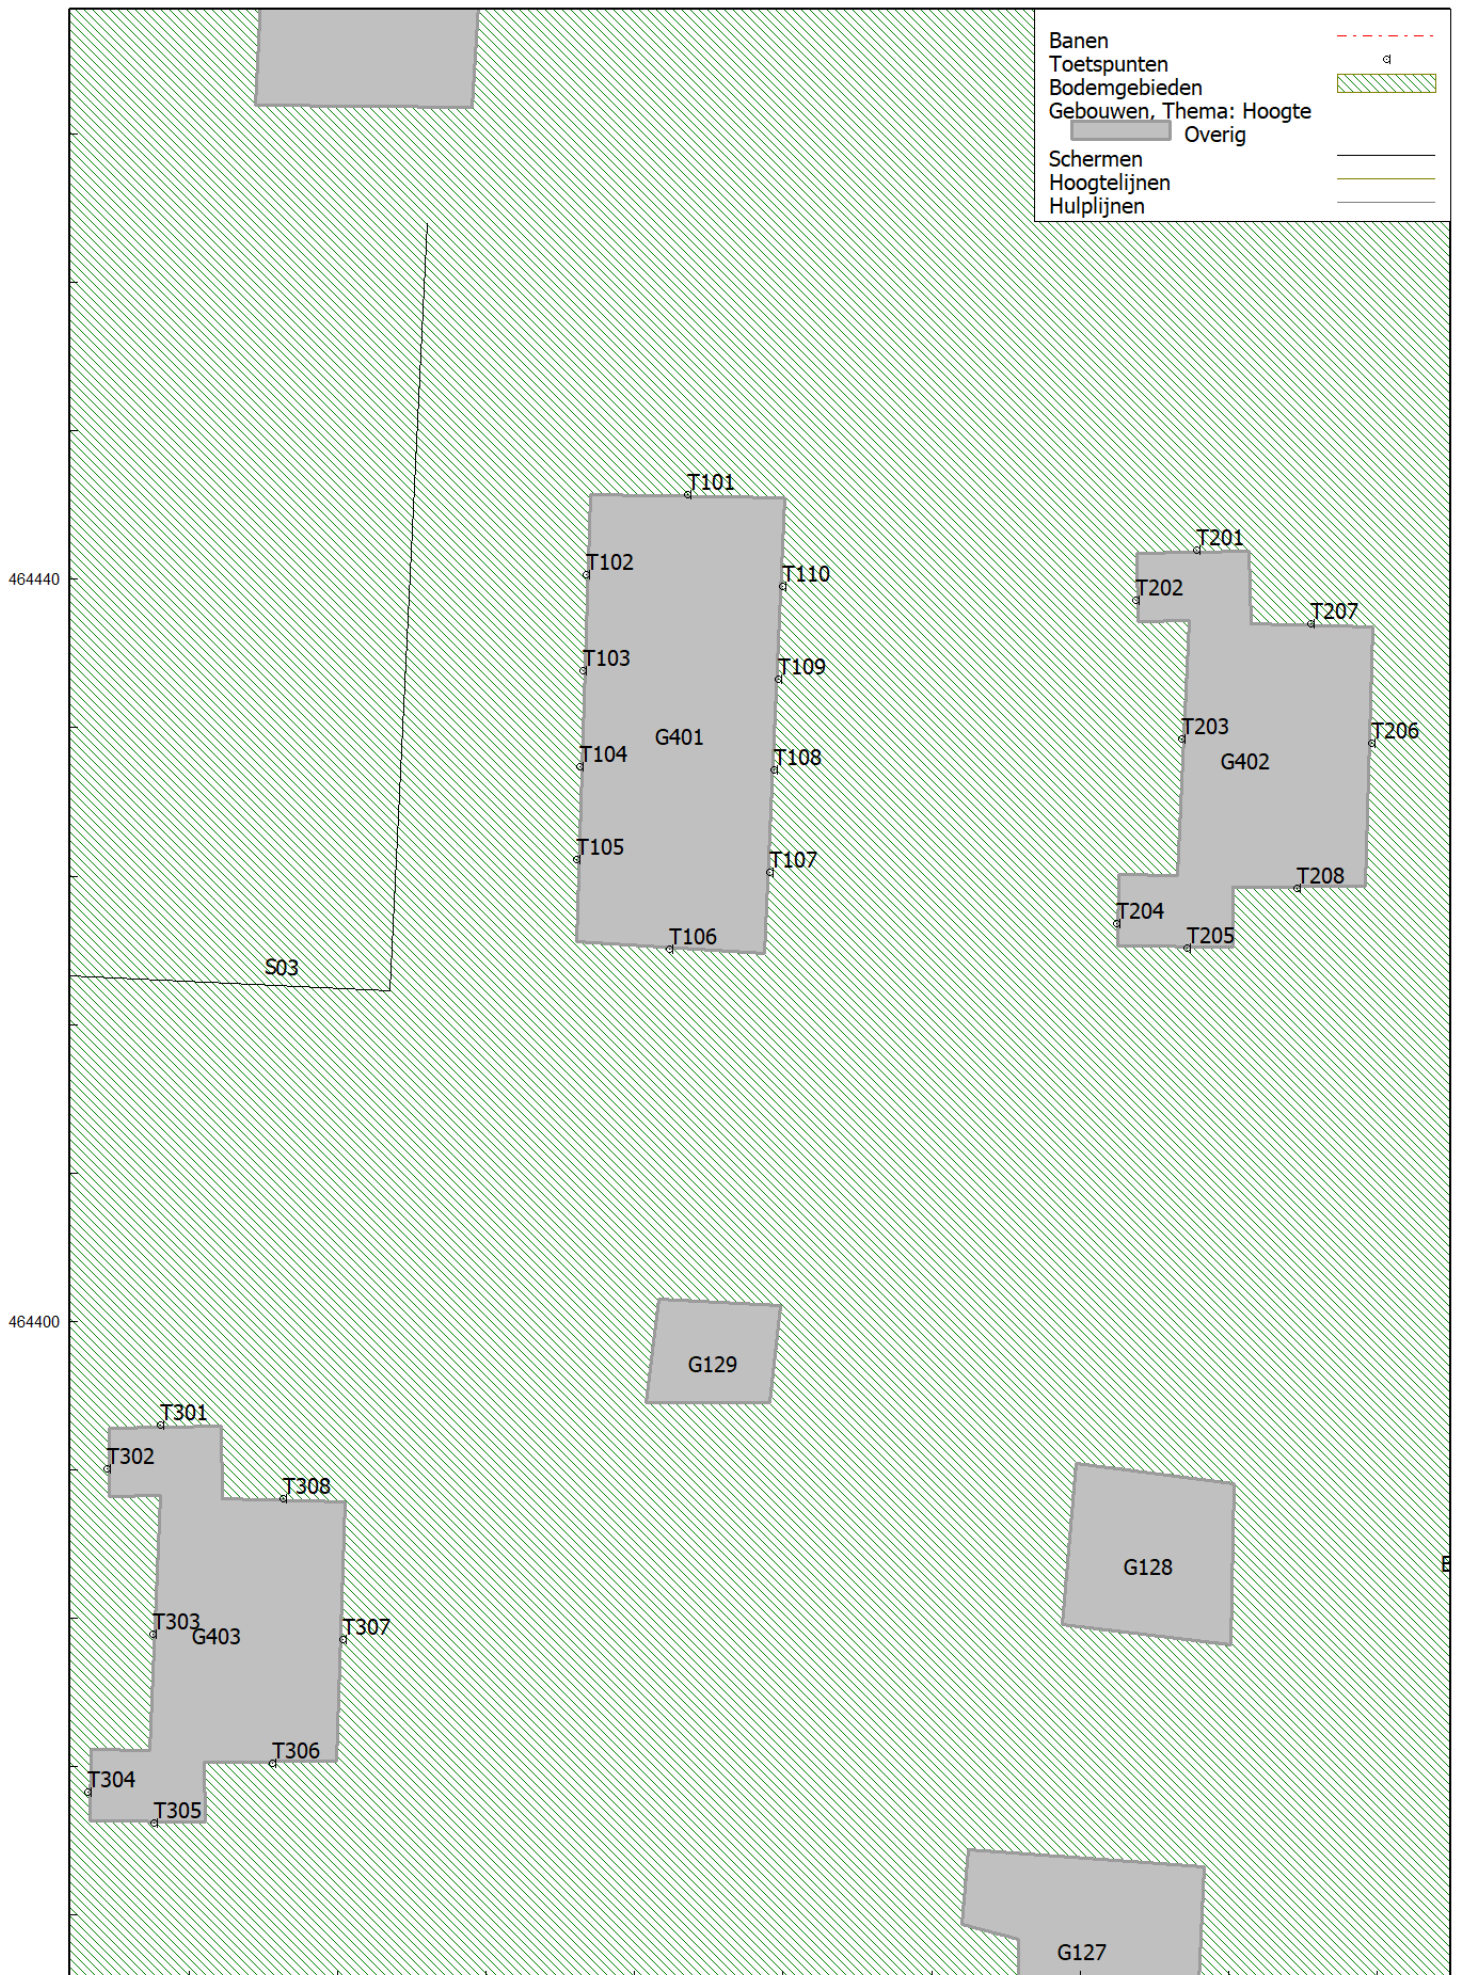 Banen
Toetspunten
Bodemgebieden
Gebouwen, Thema: Hoogte
Overig
Schermen
Hoogtelijnen
Hulplijnen
T101
T201
T102
T110
464440
T202
T207
T103
T109
T203
T206
G401
T104
T108
G402
T105
T107
T208
T204
T106
T205
S03
464400
G129
T301
T302
T308
G128
T303
T307
G403
T306
T304
T305
G127